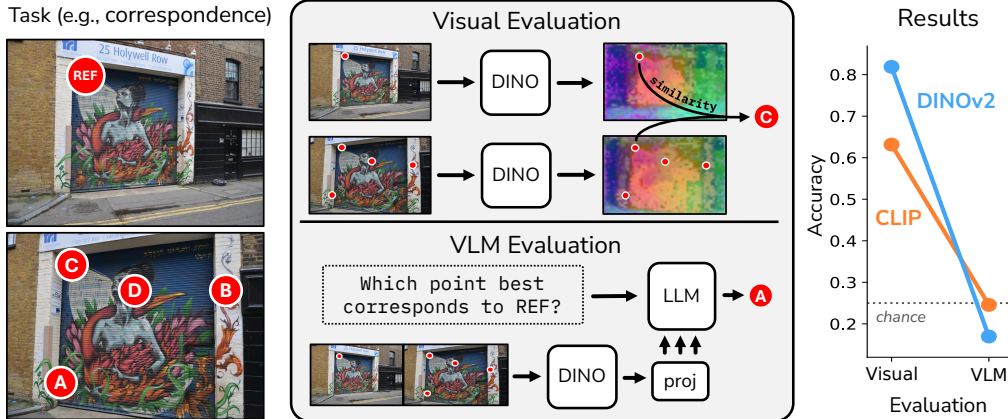 Task (e.g., correspondence)
25 Holywell Row
REF
C
D
B
A
Visual Evaluation
DINO
similarity
C
DINO
VLM Evaluation
Which point best
corresponds to REF?
LLM
A
DINO
proj
Results
Accuracy
0.8
0.7
0.6
0.5
0.4
0.3
0.2
DINOv2
CLIP
chance
Visual
VLM
Evaluation